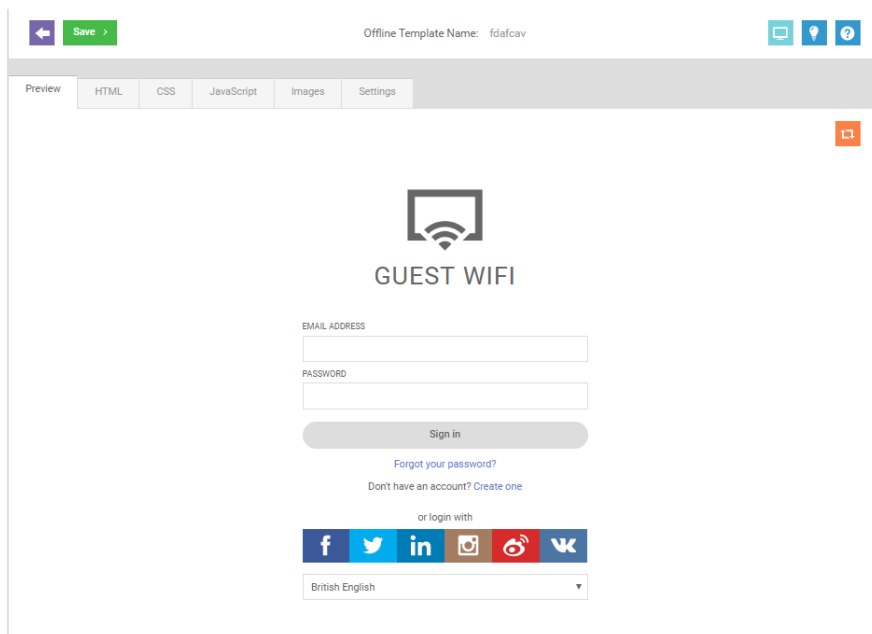 Save >
Offline Template Name: fdafcav
?
Preview HTML CSS JavaScript Images Settings
GUEST WIFI
EMAIL ADDRESS
PASSWORD
Sign in
Forgot your password?
Don't have an account? Create one
or login with
f in
British English